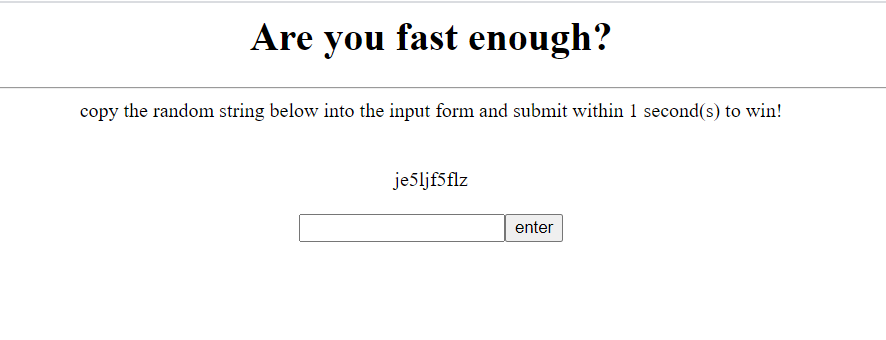 Are you fast enough?
copy the random string below into the input form and submit within 1 second(s) to win!
je5ljf5flz
enter